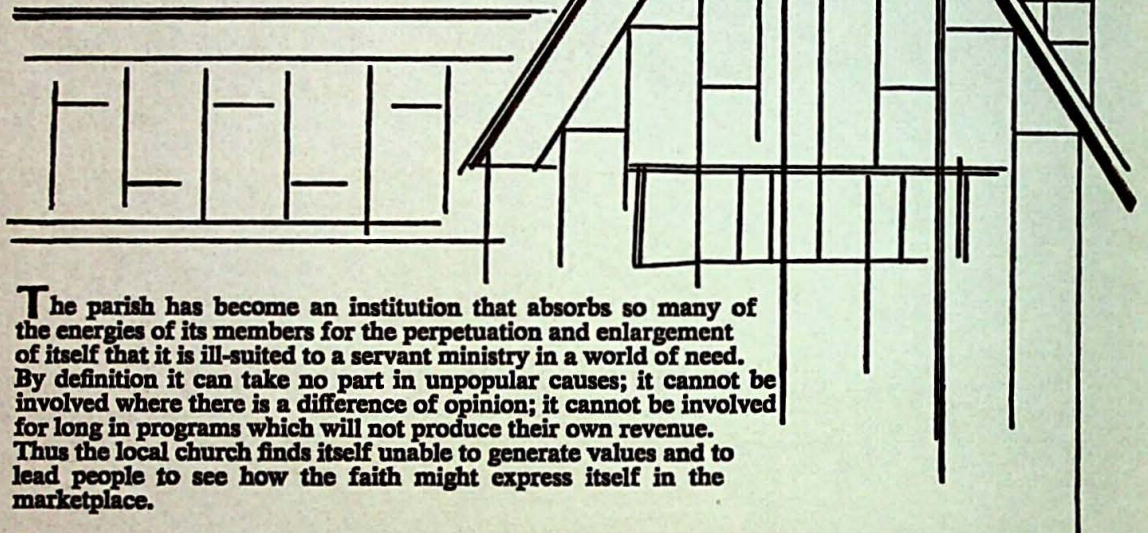 The parish has become an institution that absorbs so many of
the energies of its members for the perpetuation and enlargement
of itself that it is ill-suited to a servant ministry in a world of need.
By definition it can take no part in unpopular causes; it cannot be
involved where there is a difference of opinion; it cannot be involved
for long in programs which will not produce their own revenue.
Thus the local church finds itself unable to generate values and to
lead people to see how the faith might express itself in the
marketplace.